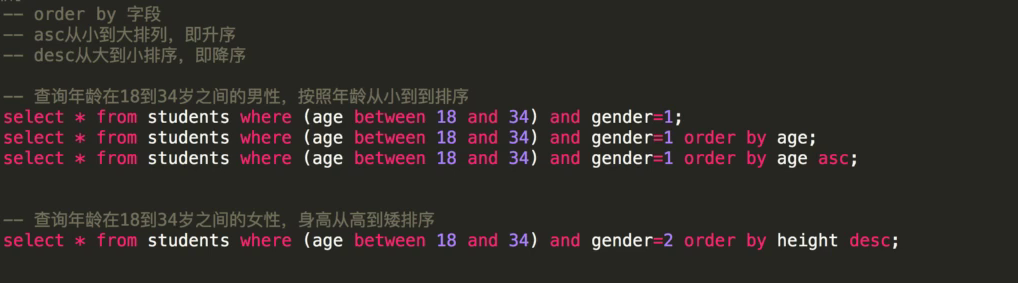 -- order by 字段
-- asc从小到大排列，即升序
-- desc从大到小排序，即降序
-- 查询年龄在18到34岁之间的男性，按照年龄从小到到排序
select * from students where (age between 18 and 34) and gender=1;
select * from students where (age between 18 and 34) and gender=1 order by age;
select * from students where (age between 18 and 34) and gender=1 order by age asc;
-- 查询年龄在18到34岁之间的女性，身高从高到矮排序
select * from students where (age between 18 and 34) and gender=2 order by height desc;